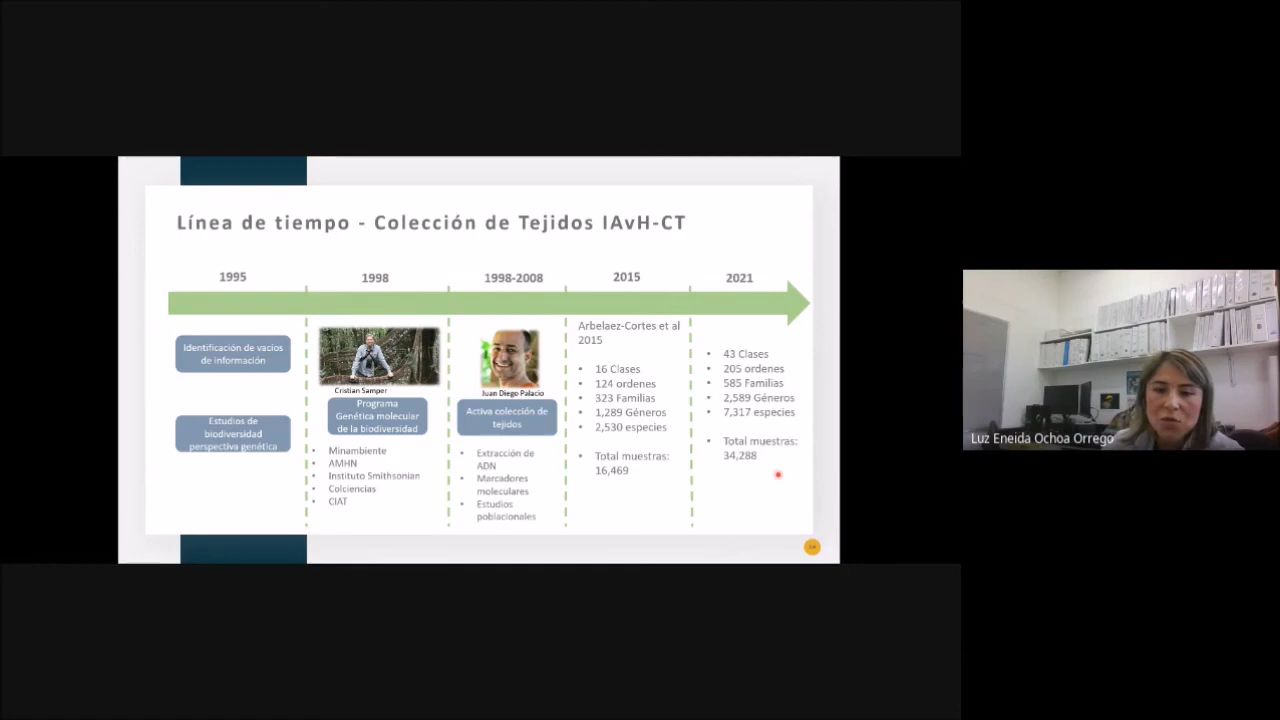 Línea de tiempo - Colección de Tejidos IAvH-CT
1995
1998
1998-2008
2015
2021
Identificación de vacíos
de información
Estudios de
biodiversidad
perspectiva genética
Cristian Samper
Programa
Genética molecular
de la biodiversidad
• Minambiente
• AMHN
• Instituto Smithsonian
• Colciencias
• CIAT
Juan Diego Palacio
Activa colección de
tejidos
• Extracción de
ADN
• Marcadores
moleculares
• Estudios
poblacionales
Arbelaez-Cortes et al
2015
• 16 Clases
• 124 ordenes
• 323 Familias
• 1,289 Géneros
• 2,530 especies
• Total muestras:
16,469
• 43 Clases
• 205 ordenes
• 585 Familias
• 2,589 Géneros
• 7,317 especies
• Total muestras:
34,288
Luz Eneida Ochoa Orrego